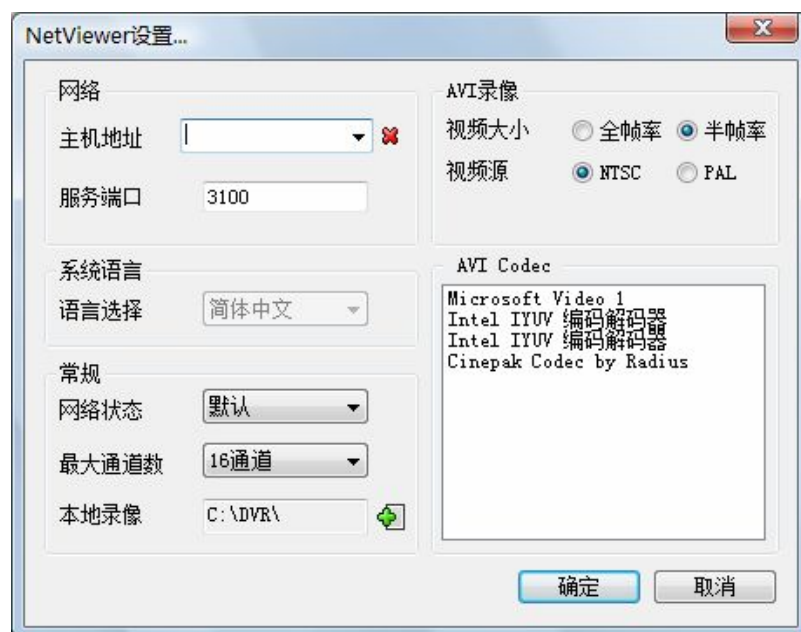 NetViewer设置...
网络
主机地址
服务端口 3100
系统语言
语言选择 简体中文
常规
网络状态 默认
最大通道数 16通道
本地录像 C:\DVR\
AVI录像
视频大小 全帧率 半帧率
视频源 NTSC PAL
AVI Codec
Microsoft Video 1
Intel IYUV 编码解码器
Intel IYUV 编码解码器
Cinepak Codec by Radius
确定 取消